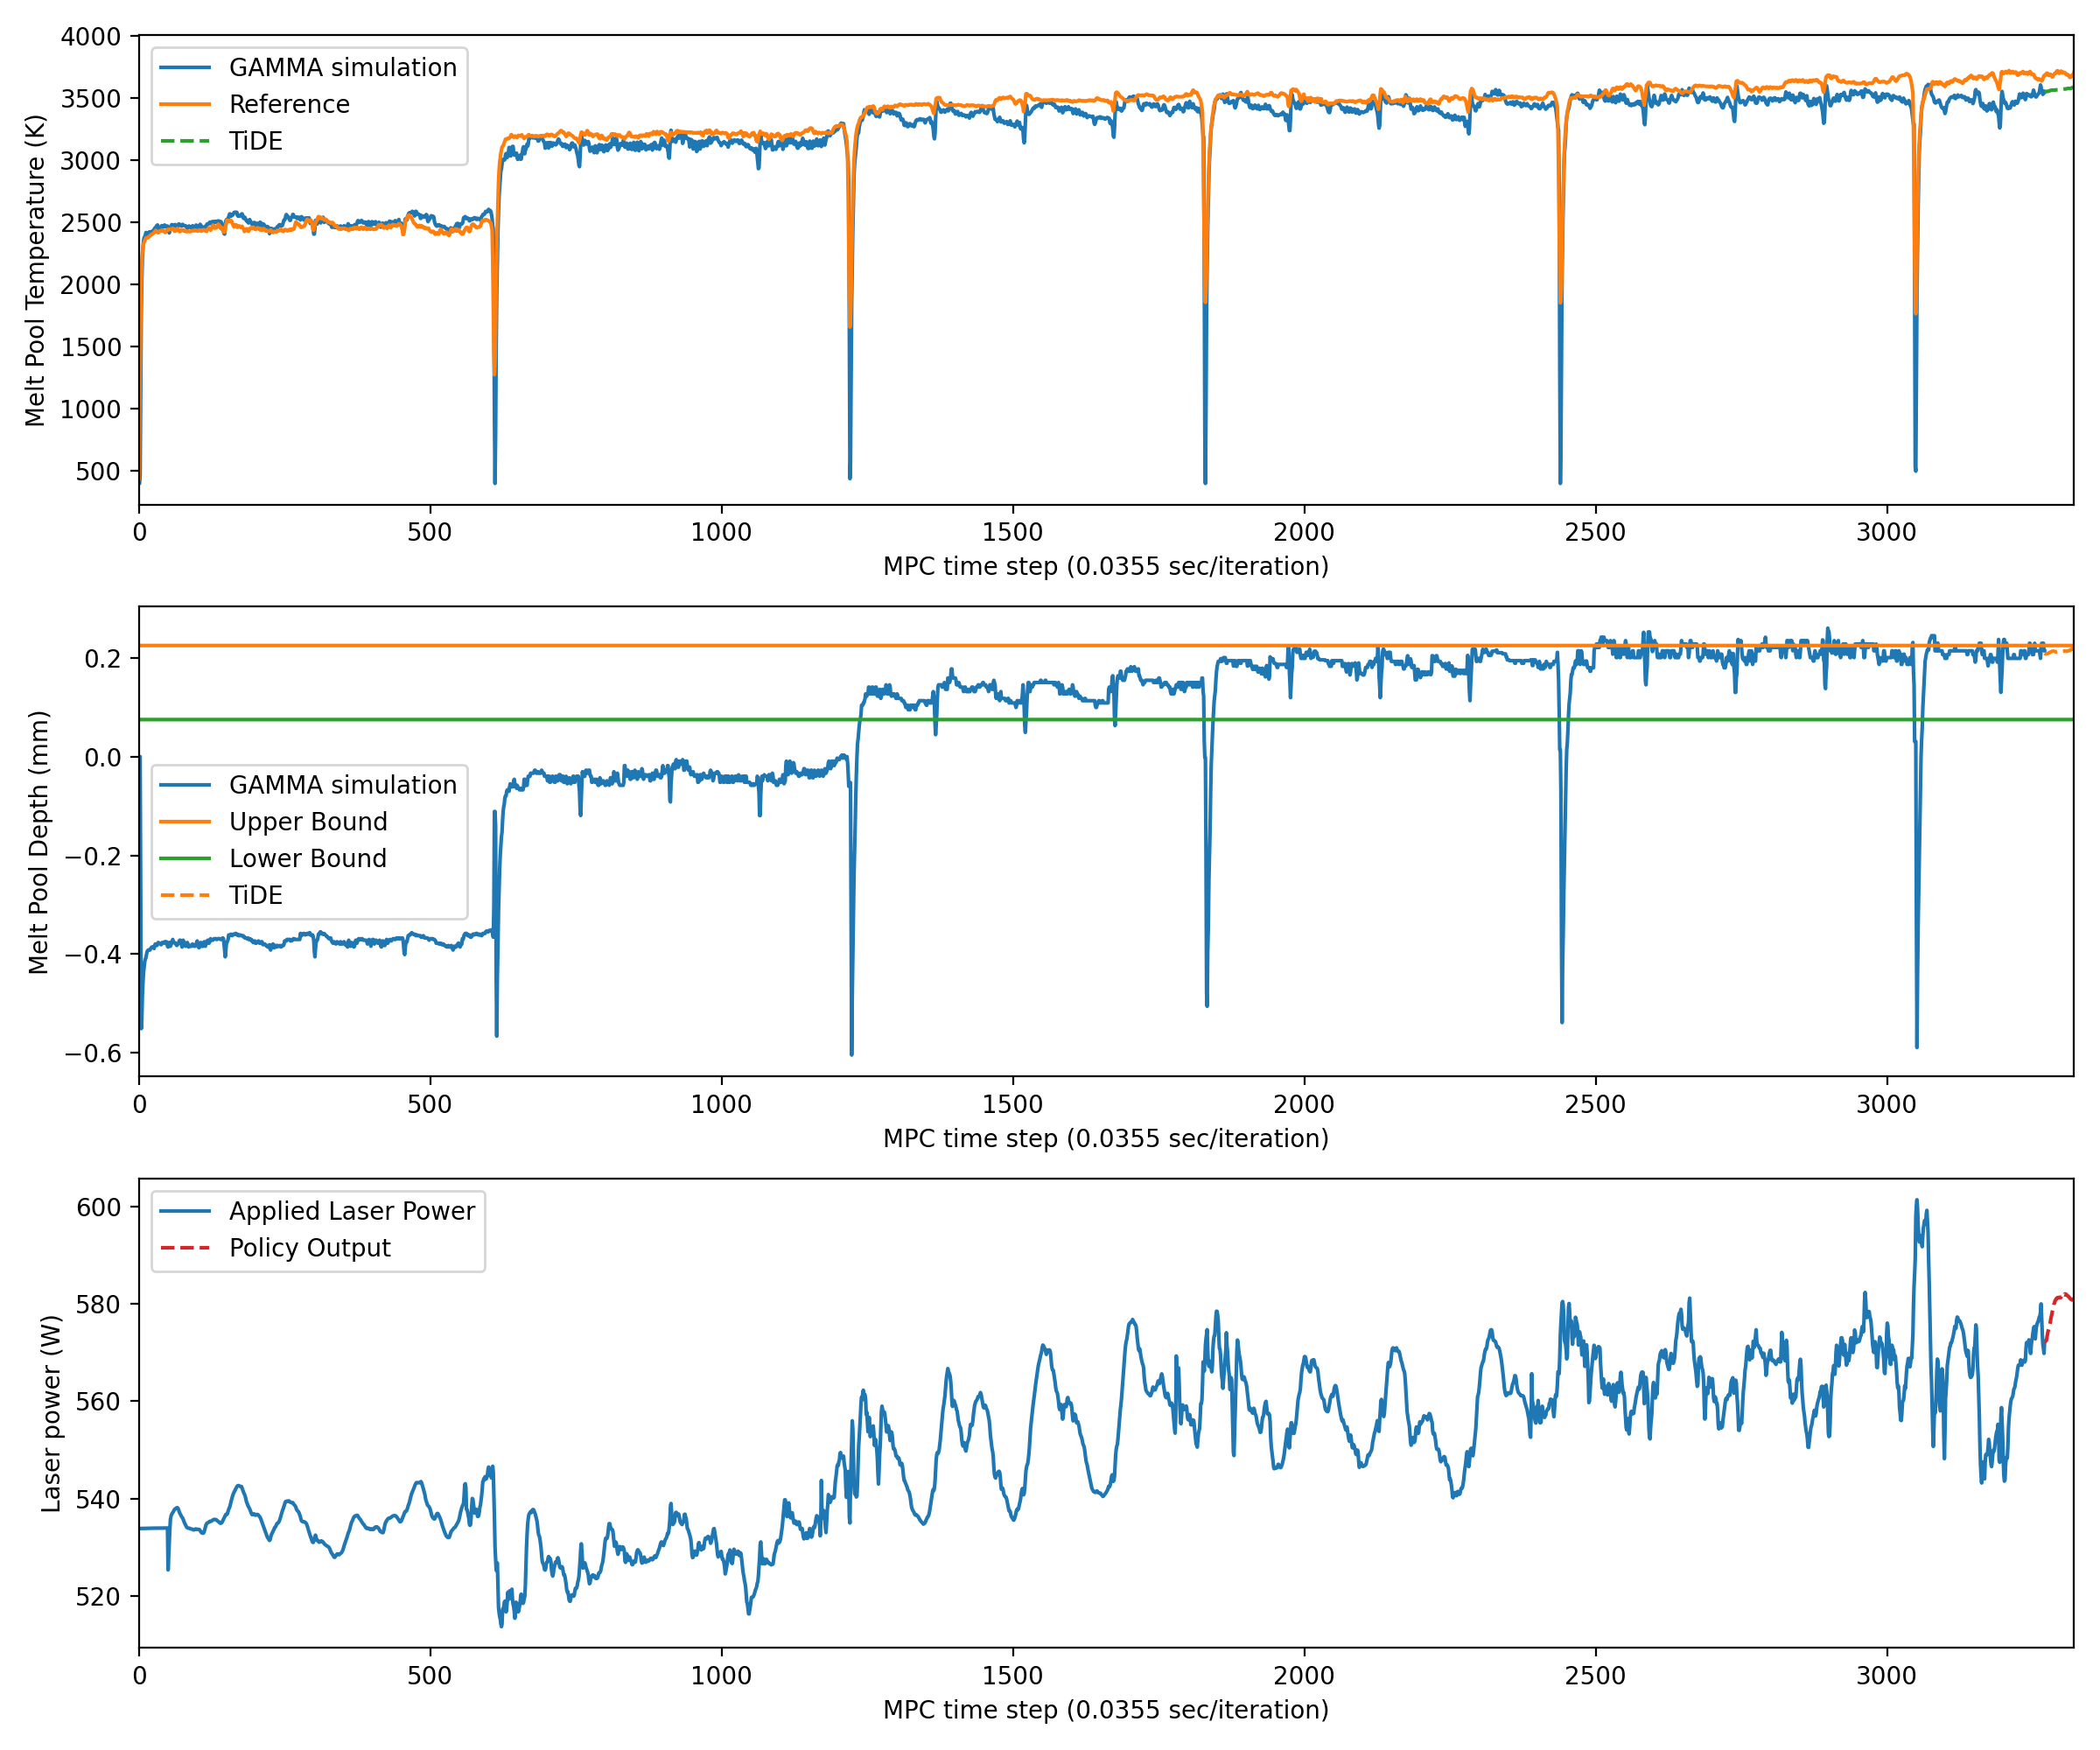 4000
3500
3000
2500
2000
1500
1000
500
Melt Pool Temperature (K)
GAMMA simulation
Reference
TiDE
0 500 1000 1500 2000 2500 3000
MPC time step (0.0355 sec/iteration)
0.2
0.0
−0.2
−0.4
−0.6
Melt Pool Depth (mm)
GAMMA simulation
Upper Bound
Lower Bound
TiDE
0 500 1000 1500 2000 2500 3000
MPC time step (0.0355 sec/iteration)
600
580
560
540
520
Laser power (W)
Applied Laser Power
Policy Output
0 500 1000 1500 2000 2500 3000
MPC time step (0.0355 sec/iteration)